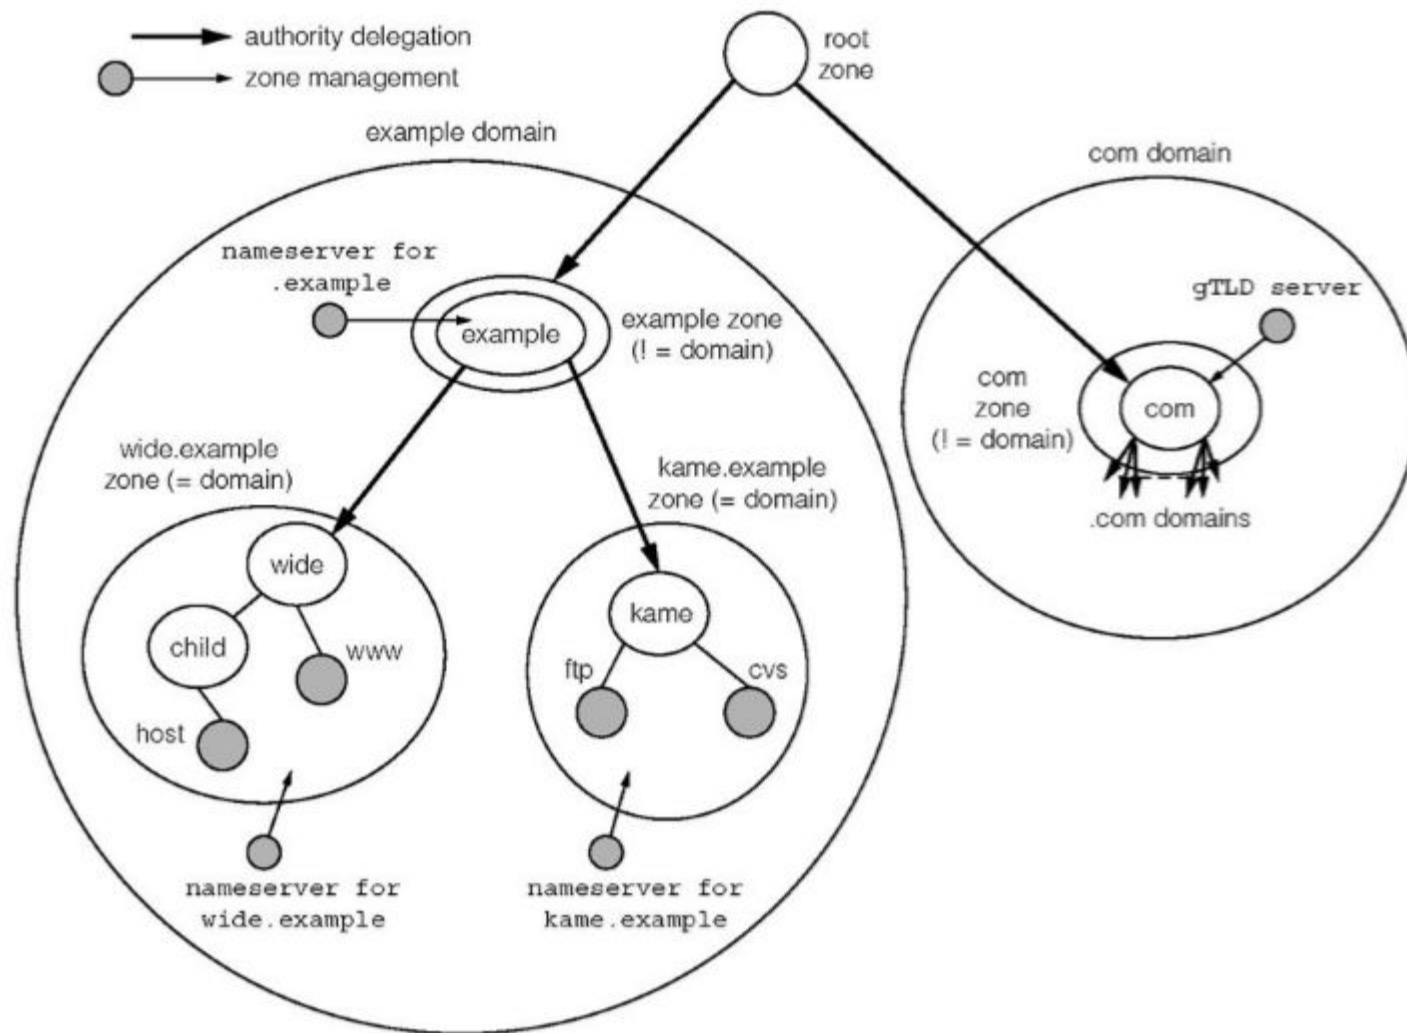 authority delegation
zone management
root
zone
example domain
com domain
nameserver for
.example
example
example zone
(! = domain)
gTLD server
com
zone
(! = domain)
com
.com domains
wide.example
zone (= domain)
kame.example
zone (= domain)
wide
child
www
host
kame
ftp
cvs
nameserver for
wide.example
nameserver for
kame.example